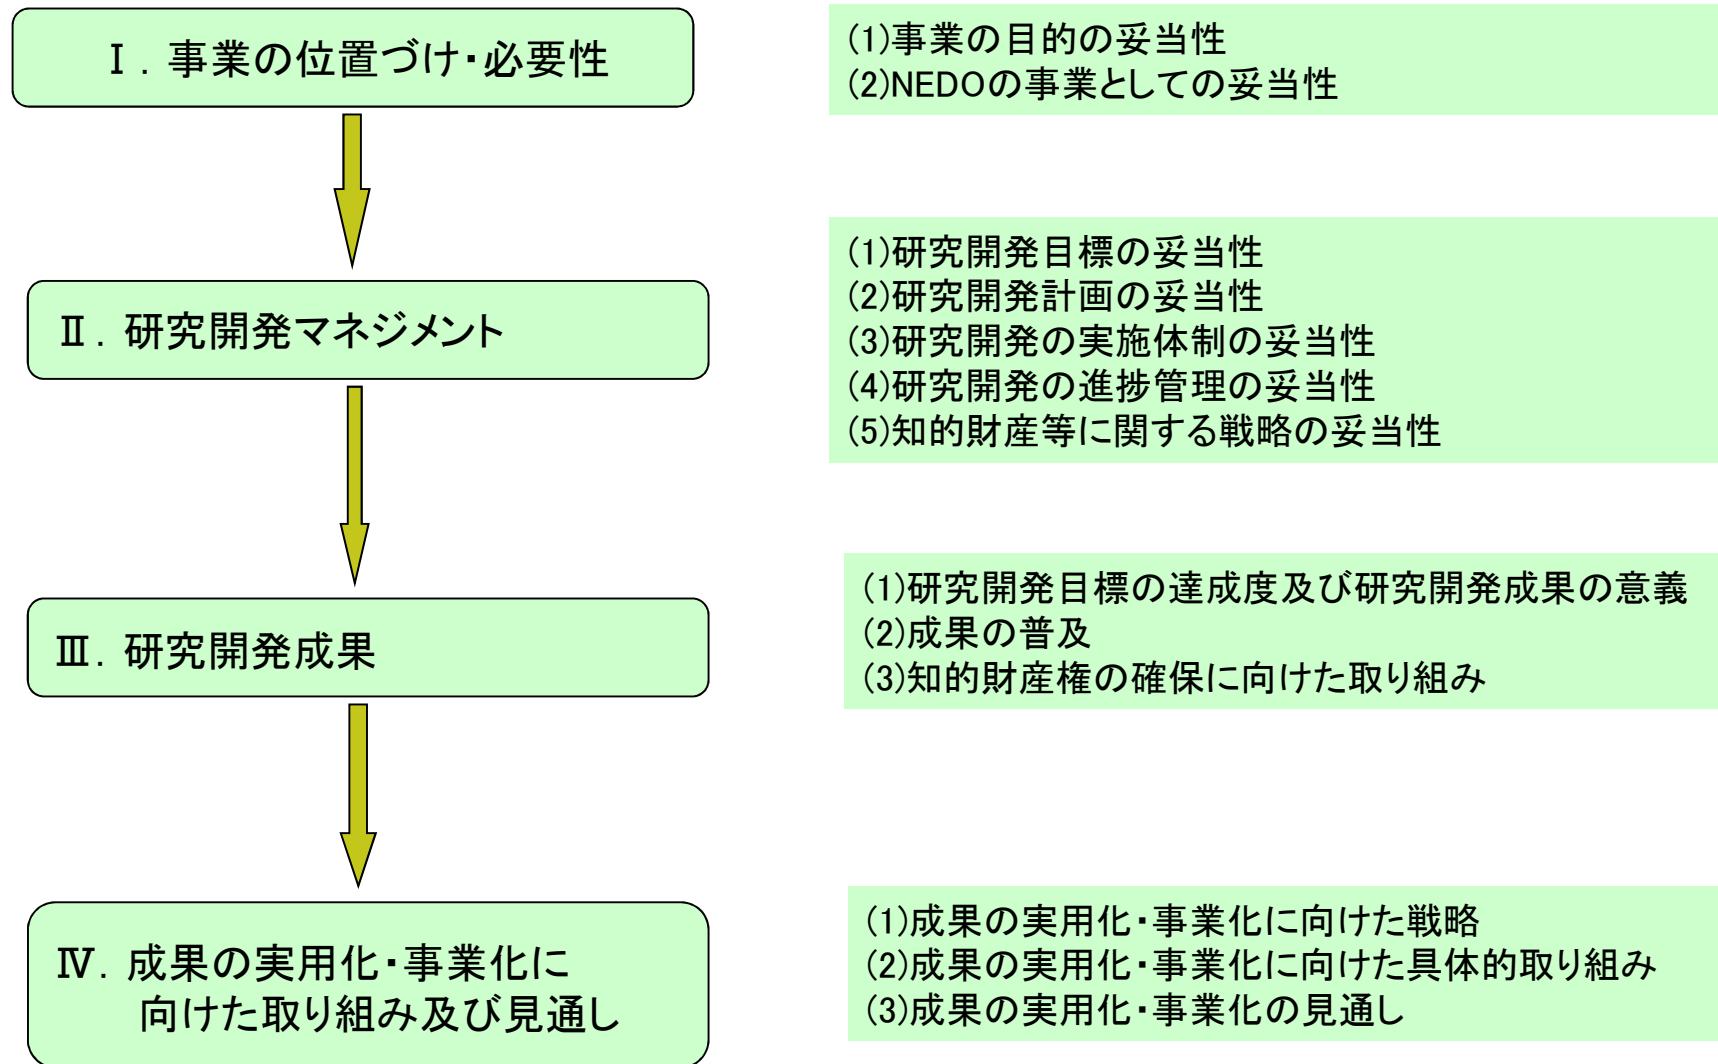 Ⅰ. 事業の位置づけ・必要性
(1)事業の目的の妥当性
(2)NEDOの事業としての妥当性
Ⅱ. 研究開発マネジメント
(1)研究開発目標の妥当性
(2)研究開発計画の妥当性
(3)研究開発の実施体制の妥当性
(4)研究開発の進捗管理の妥当性
(5)知的財産等に関する戦略の妥当性
Ⅲ. 研究開発成果
(1)研究開発目標の達成度及び研究開発成果の意義
(2)成果の普及
(3)知的財産権の確保に向けた取り組み
Ⅳ. 成果の実用化・事業化に
向けた取り組み及び見通し
(1)成果の実用化・事業化に向けた戦略
(2)成果の実用化・事業化に向けた具体的取り組み
(3)成果の実用化・事業化の見通し